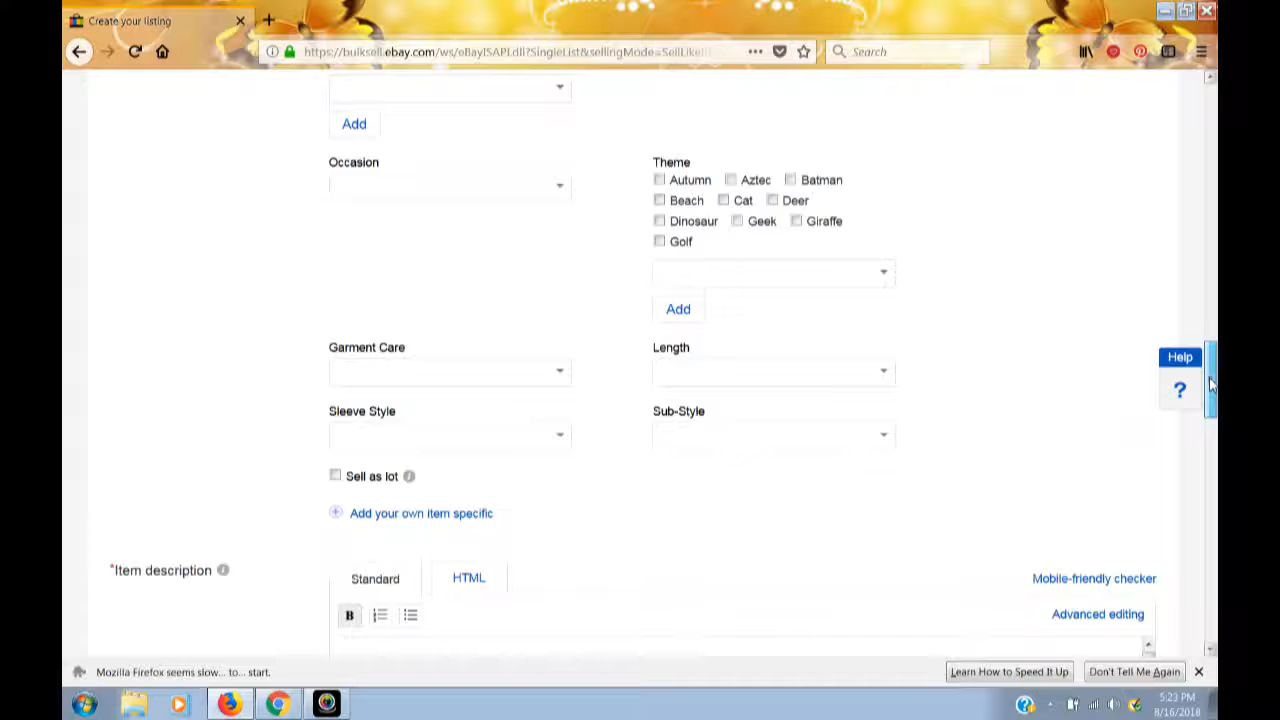 Create your listing
https://bulksell.ebay.com/ws/eBayISAPI.dll?SingleList&sellingMode=SellLikeIt
Search
Add
Occasion
Theme
Autumn Aztec Batman
Beach Cat Deer
Dinosaur Geek Giraffe
Golf
Add
Garment Care
Length
Help
?
Sleeve Style
Sub-Style
Sell as lot
Add your own item specific
*Item description
Standard
HTML
Mobile-friendly checker
B
Advanced editing
Mozilla Firefox seems slow... to... start.
Learn How to Speed It Up
Don't Tell Me Again
5:23 PM
8/16/2018